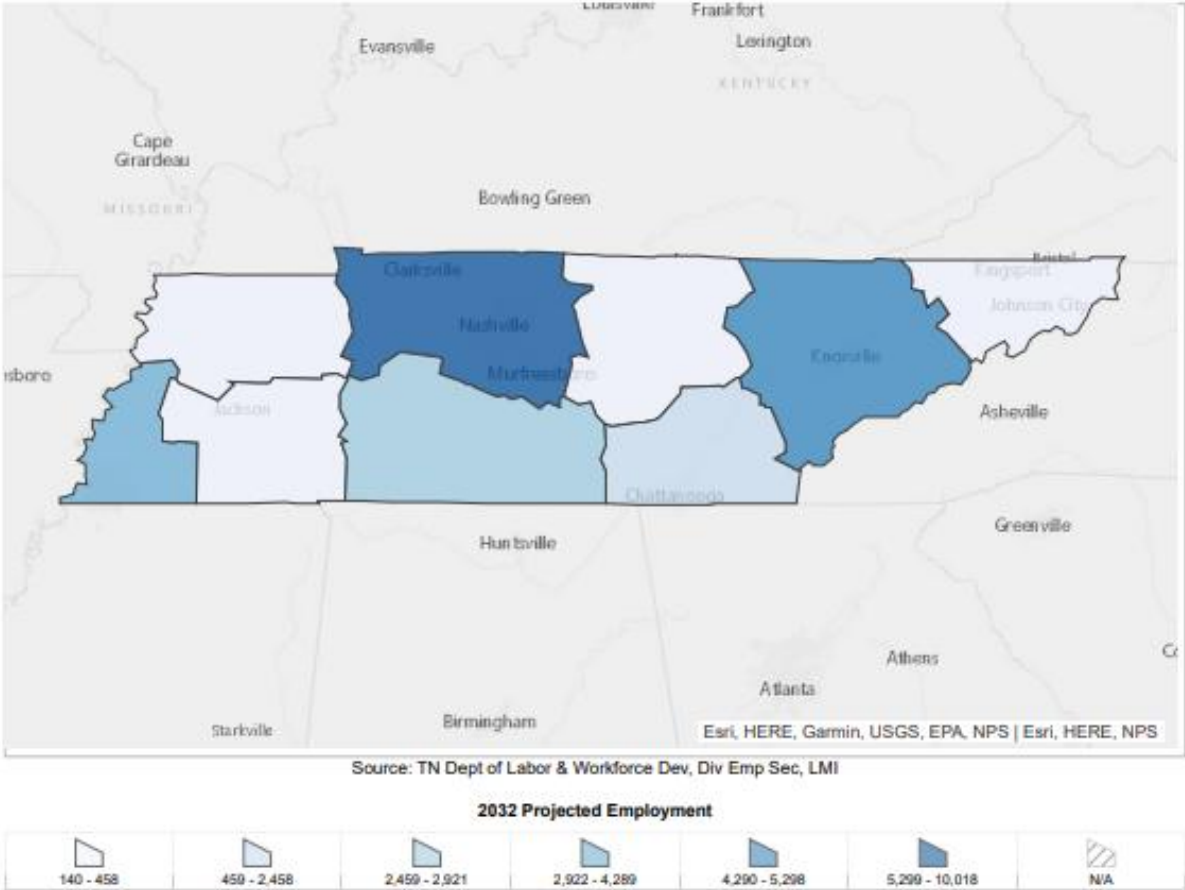 Louisville
Frankfort
Evansville
Lexington
KENTUCKY
Cape
Girardeau
MISSOURI
Bowling Green
Bristol
Clarksville
Kingsport
Johnson City
Nashville
Knoxville
Murfreesboro
sboro
Jackson
Asheville
Chattanooga
Greenville
Huntsville
Athens
Atlanta
Birmingham
Starkville
Esri, HERE, Garmin, USGS, EPA, NPS | Esri, HERE, NPS
Source: TN Dept of Labor & Workforce Dev, Div Emp Sec, LMI
2032 Projected Employment
140 - 458 459 - 2,458 2,459 - 2,921 2,922 - 4,289 4,290 - 5,298 5,299 - 10,018 N/A